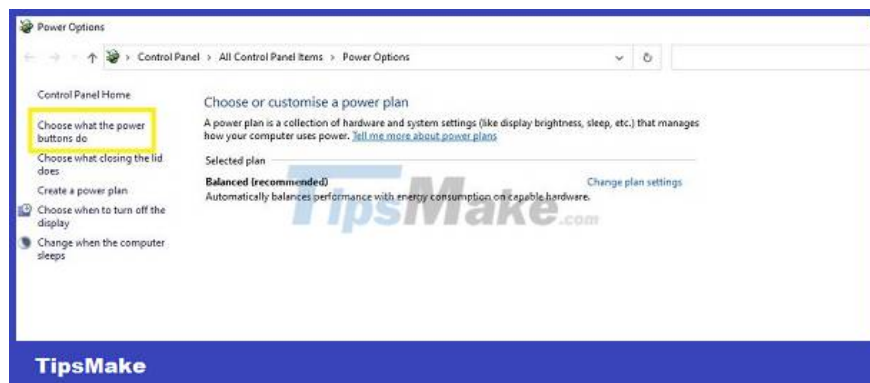 Power Options
Control Panel > All Control Panel Items > Power Options
Control Panel Home
Choose what the power
buttons do
Choose what closing the lid
does
Create a power plan
Choose when to turn off the
display
Change when the computer
sleeps
Choose or customise a power plan
A power plan is a collection of hardware and system settings (like display brightness, sleep, etc.) that manages
how your computer uses power. Tell me more about power plans
Selected plan
Balanced (recommended)
Change plan settings
Automatically balances performance with energy consumption on capable hardware.
TipsMake.com
TipsMake